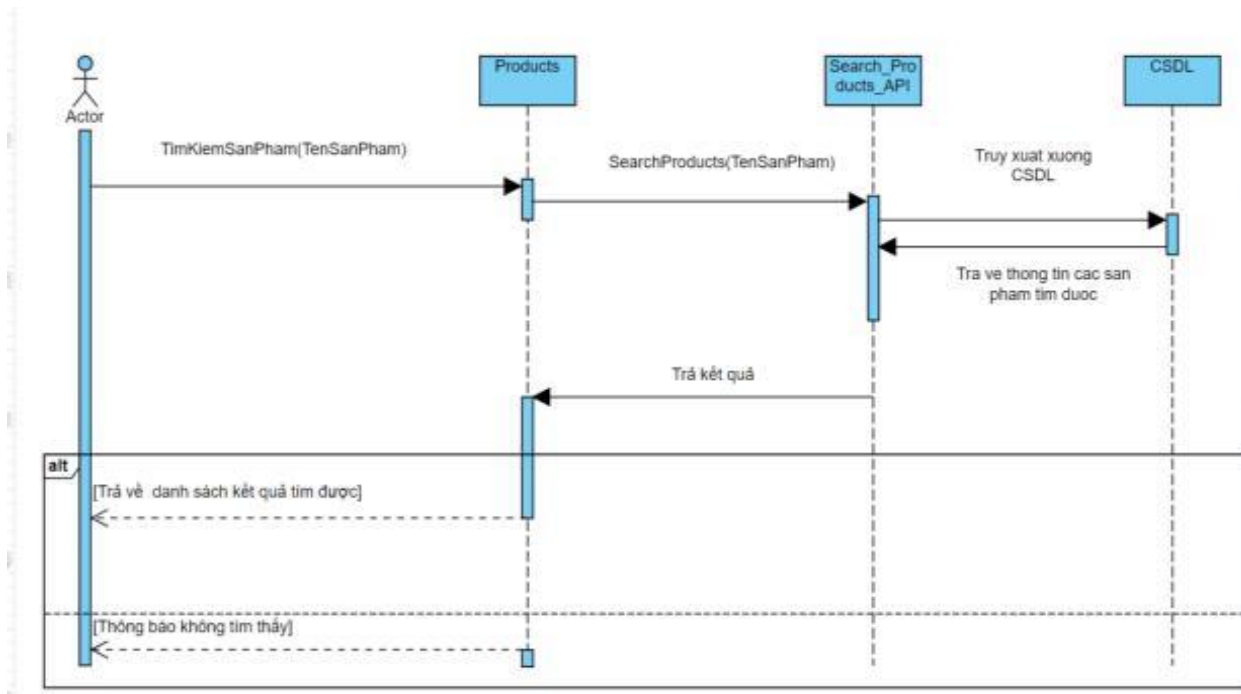 Products
Search_Pro
ducts_API
CSDL
Actor
TimKiemSanPham(TenSanPham)
SearchProducts(TenSanPham)
Truy xuat xuong
CSDL
Tra ve thong tin cac san
pham tim duoc
Trả kết quả
alt
[Trả về danh sách kết quả tìm được]
[Thông báo không tìm thấy]